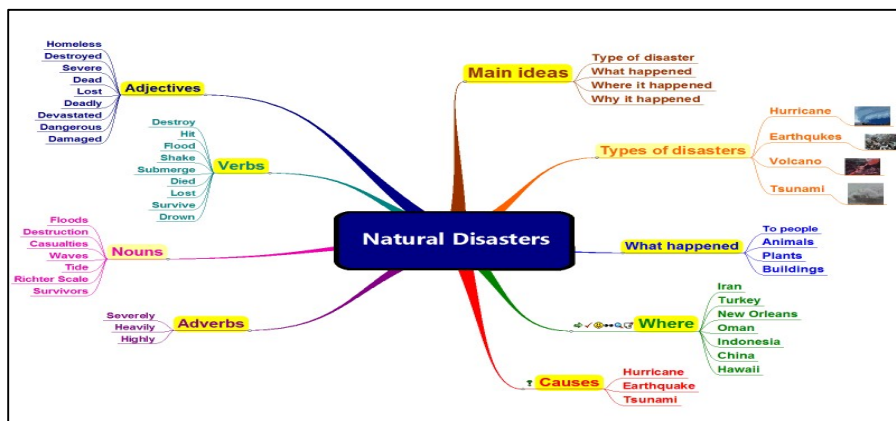 Natural Disasters
Main ideas
Type of disaster
What happened
Where it happened
Why it happened
Types of disasters
Hurricane
Earthqukes
Volcano
Tsunami
What happened
To people
Animals
Plants
Buildings
Where
Iran
Turkey
New Orleans
Oman
Indonesia
China
Hawaii
Causes
Hurricane
Earthquake
Tsunami
Adverbs
Severely
Heavily
Highly
Nouns
Floods
Destruction
Casualties
Waves
Tide
Richter Scale
Survivors
Verbs
Destroy
Hit
Flood
Shake
Submerge
Died
Lost
Survive
Drown
Adjectives
Homeless
Destroyed
Severe
Dead
Lost
Deadly
Devastated
Dangerous
Damaged